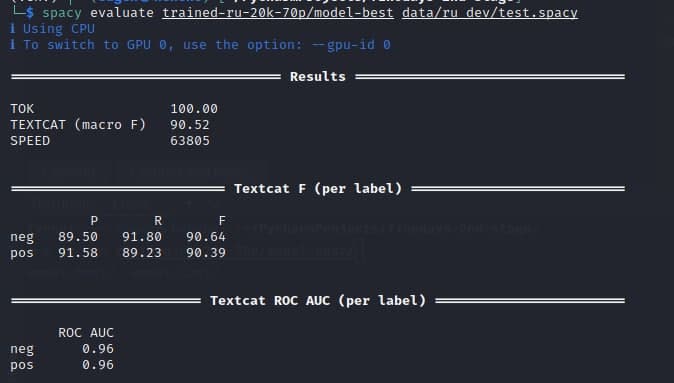 └─$ spacy evaluate trained-ru-20k-70p/model-best data/ru_dev/test.spacy
ℹ Using CPU
ℹ To switch to GPU 0, use the option: --gpu-id 0
Results
TOK 100.00
TEXTCAT (macro F) 90.52
SPEED 63805
Textcat F (per label)
P R F
neg 89.50 91.80 90.64
pos 91.58 89.23 90.39
Textcat ROC AUC (per label)
ROC AUC
neg 0.96
pos 0.96